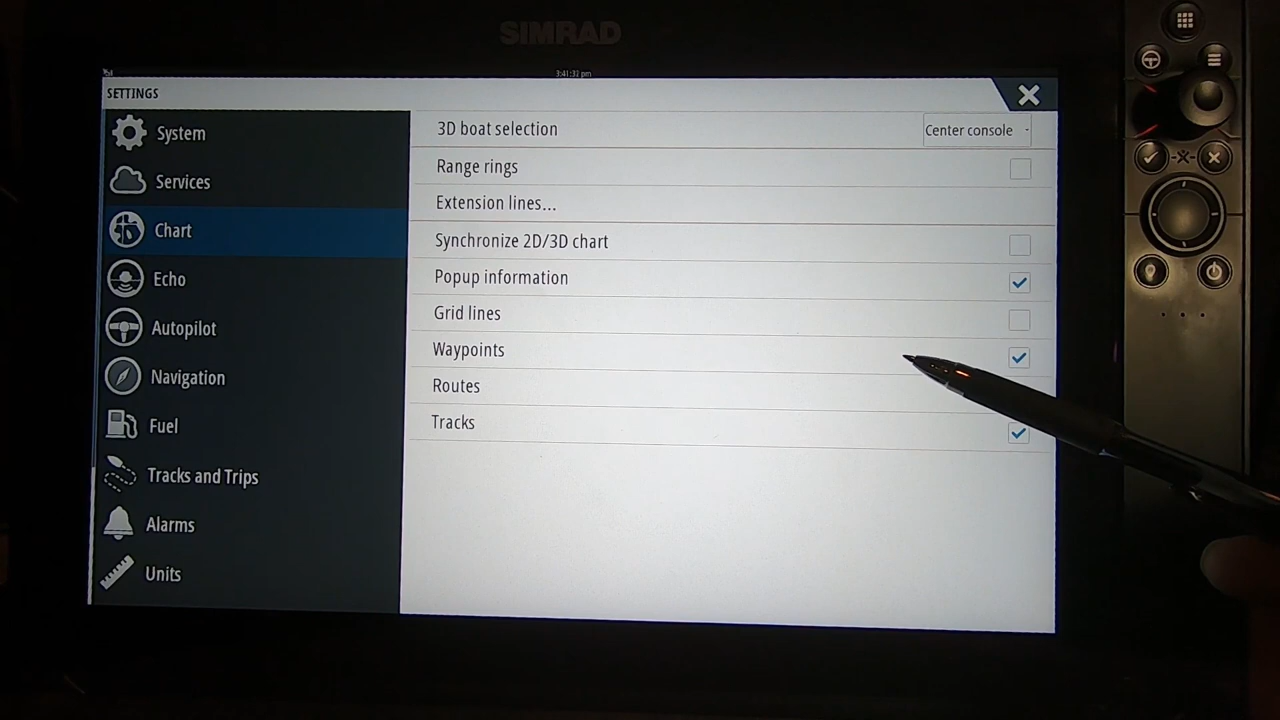 SIMRAD
3:41:32 pm
SETTINGS
System
Services
Chart
Echo
Autopilot
Navigation
Fuel
Tracks and Trips
Alarms
Units
3D boat selection
Center console
Range rings
Extension lines...
Synchronize 2D/3D chart
Popup information
Grid lines
Waypoints
Routes
Tracks